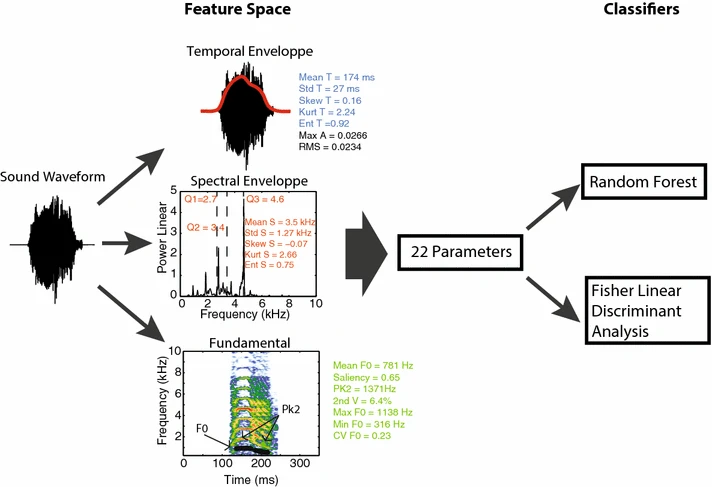 Feature Space
Classifiers
Temporal Enveloppe
Mean T = 174 ms
Std T = 27 ms
Skew T = 0.16
Kurt T = 2.24
Ent T =0.92
Max A = 0.0266
RMS = 0.0234
Sound Waveform
Spectral Enveloppe
Q1=2.7
Q3 = 4.6
Q2 = 3.4
Mean S = 3.5 kHz
Std S = 1.27 kHz
Skew S = −0.07
Kurt S = 2.66
Ent S = 0.75
Power Linear
5
4
3
2
1
0
0 2 4 6 8 10
Frequency (kHz)
22 Parameters
Random Forest
Fisher Linear
Discriminant
Analysis
Fundamental
Frequency (kHz)
10
8
6
4
2
F0
Pk2
0 100 200 300
Time (ms)
Mean F0 = 781 Hz
Saliency = 0.65
PK2 = 1371Hz
2nd V = 6.4%
Max F0 = 1138 Hz
Min F0 = 316 Hz
CV F0 = 0.23